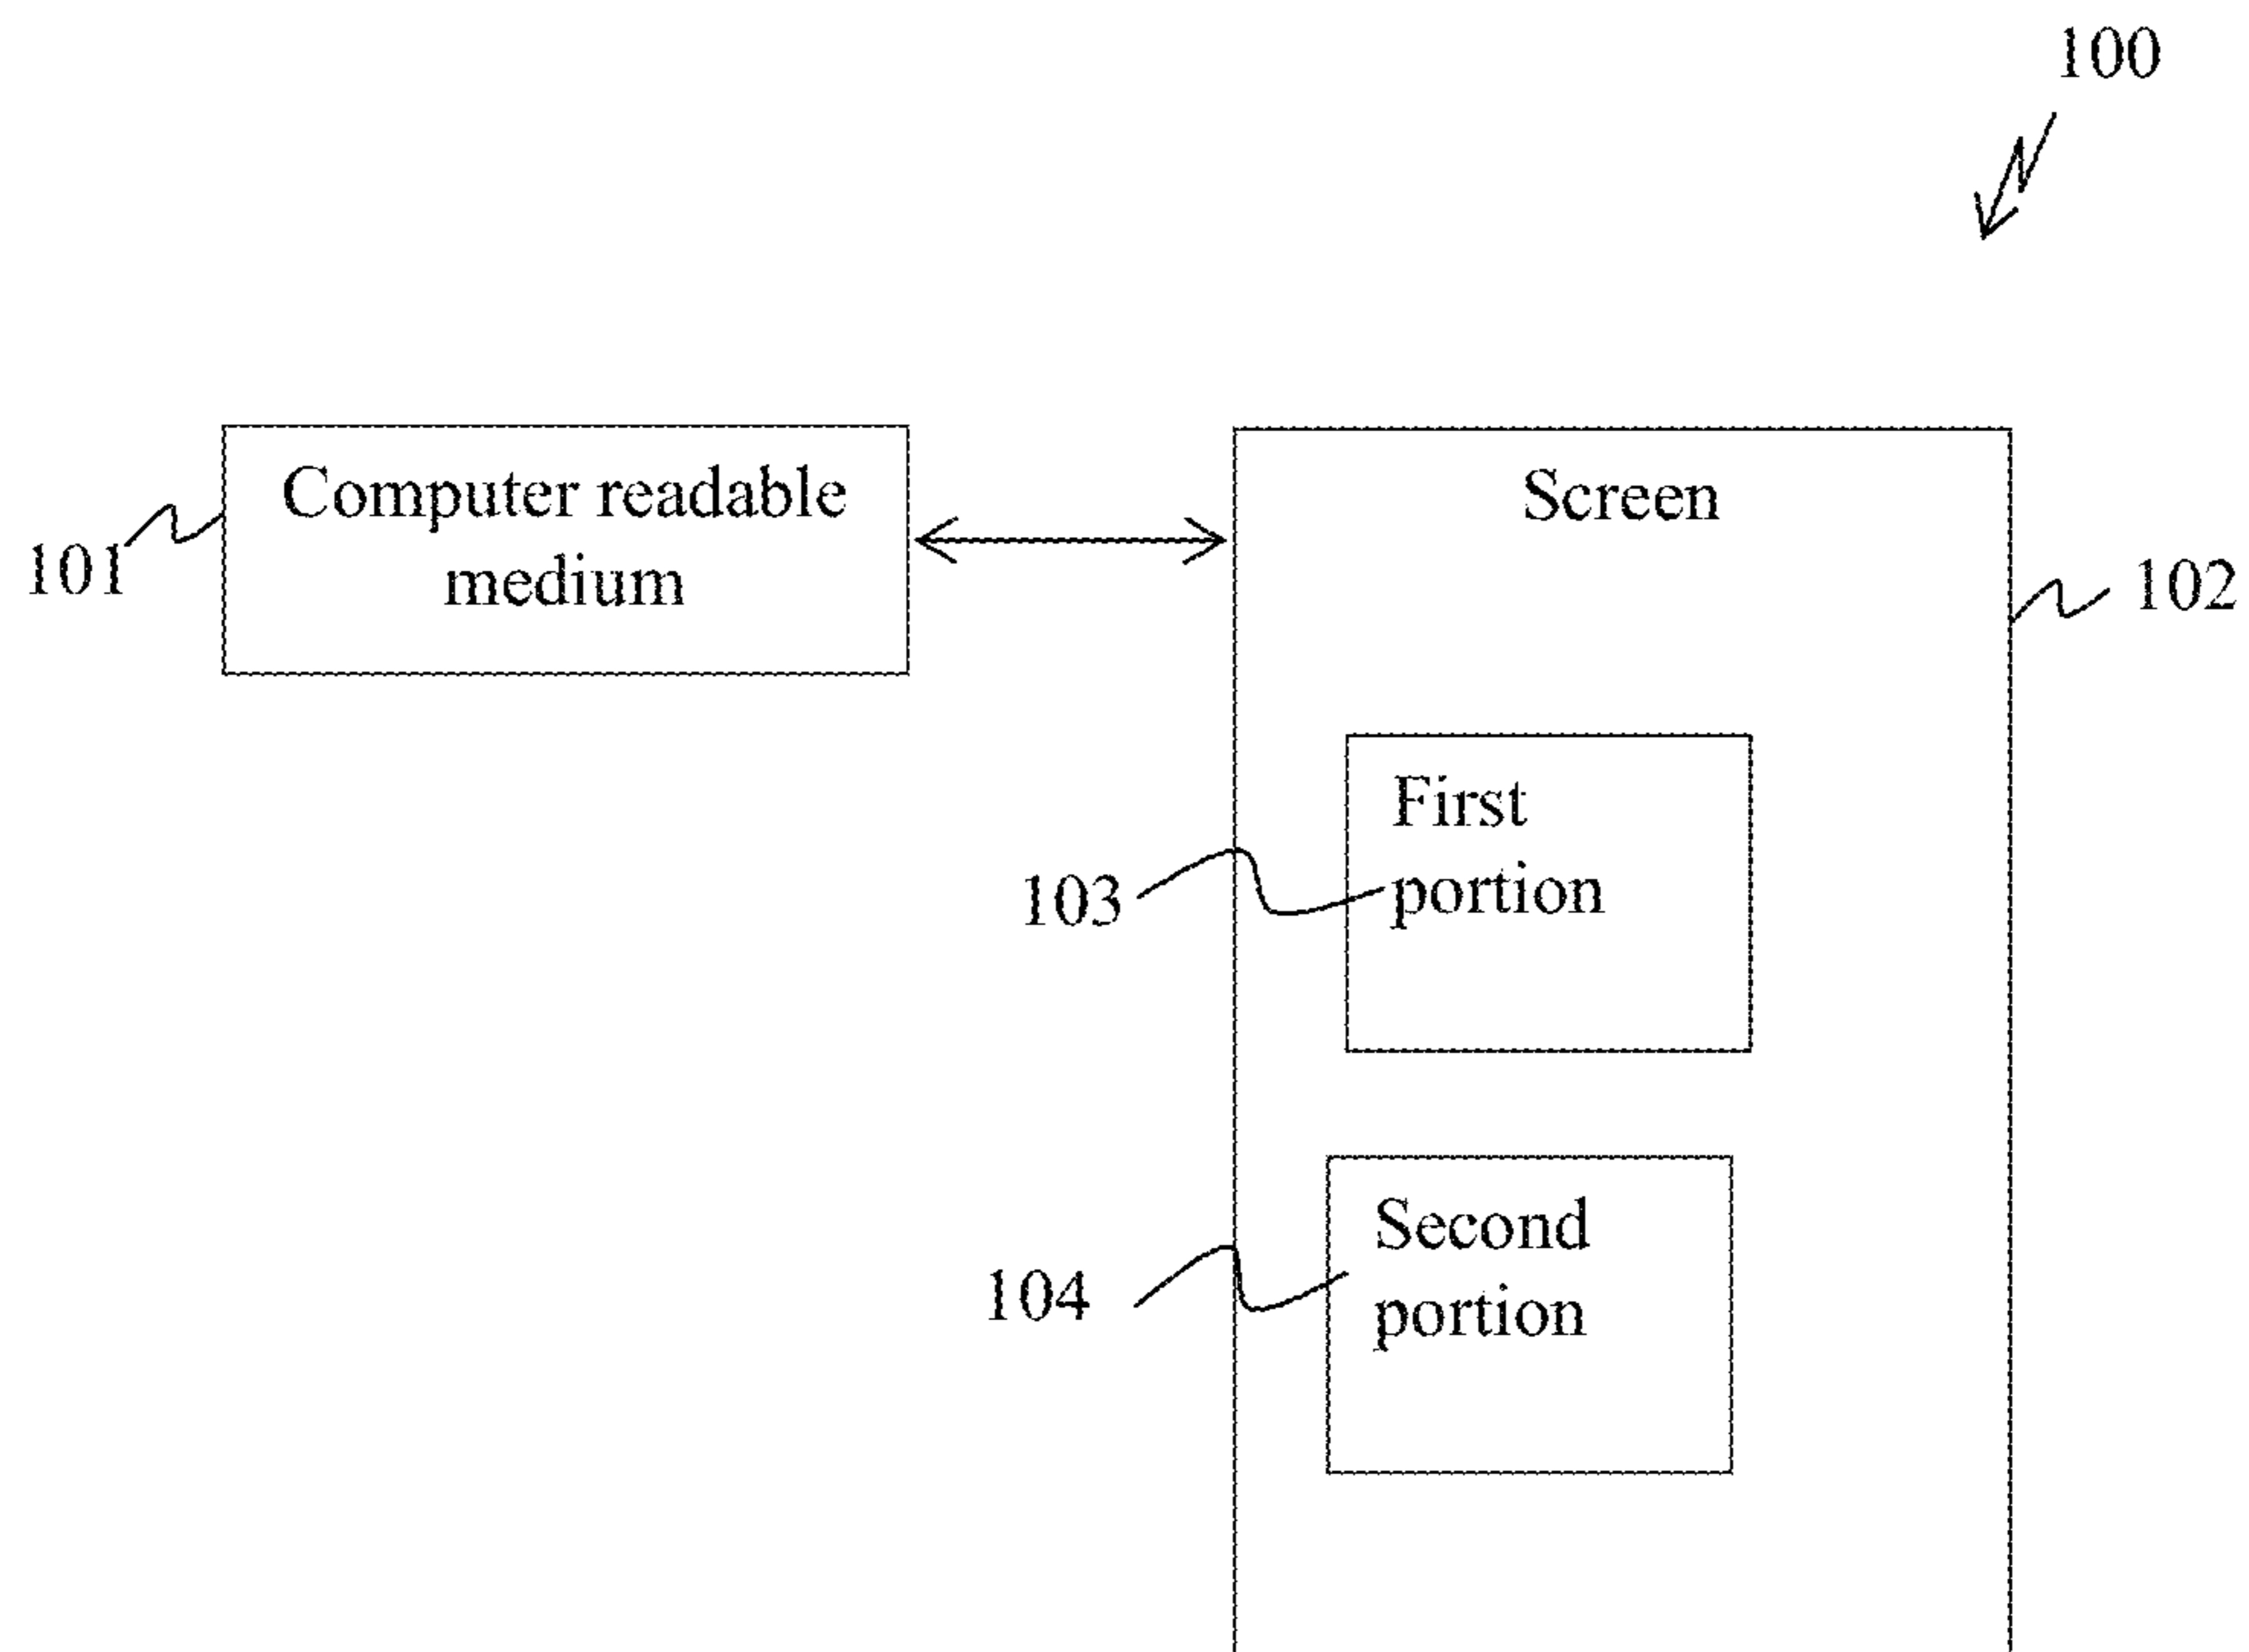 100
Computer readable
medium
101
Screen
102
First
portion
103
Second
portion
104